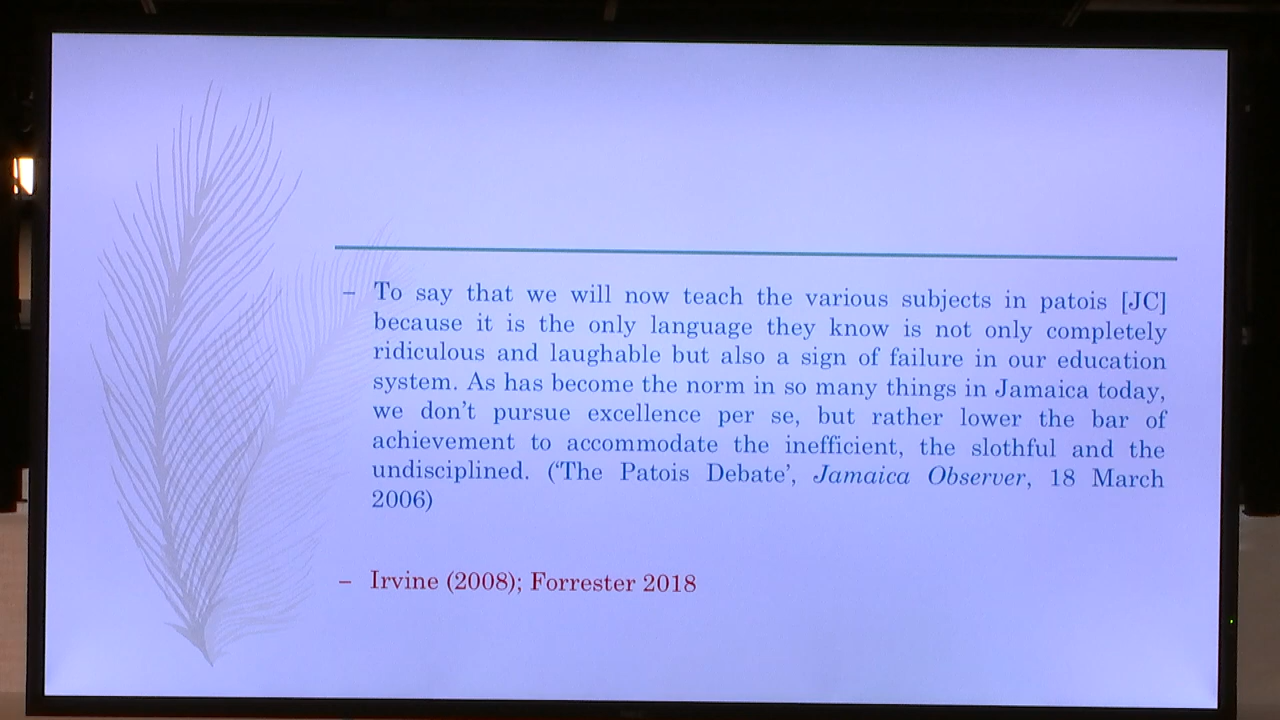 – To say that we will now teach the various subjects in patois [JC]
because it is the only language they know is not only completely
ridiculous and laughable but also a sign of failure in our education
system. As has become the norm in so many things in Jamaica today,
we don't pursue excellence per se, but rather lower the bar of
achievement to accommodate the inefficient, the slothful and the
undisciplined. ('The Patois Debate', Jamaica Observer, 18 March
2006)
– Irvine (2008); Forrester 2018